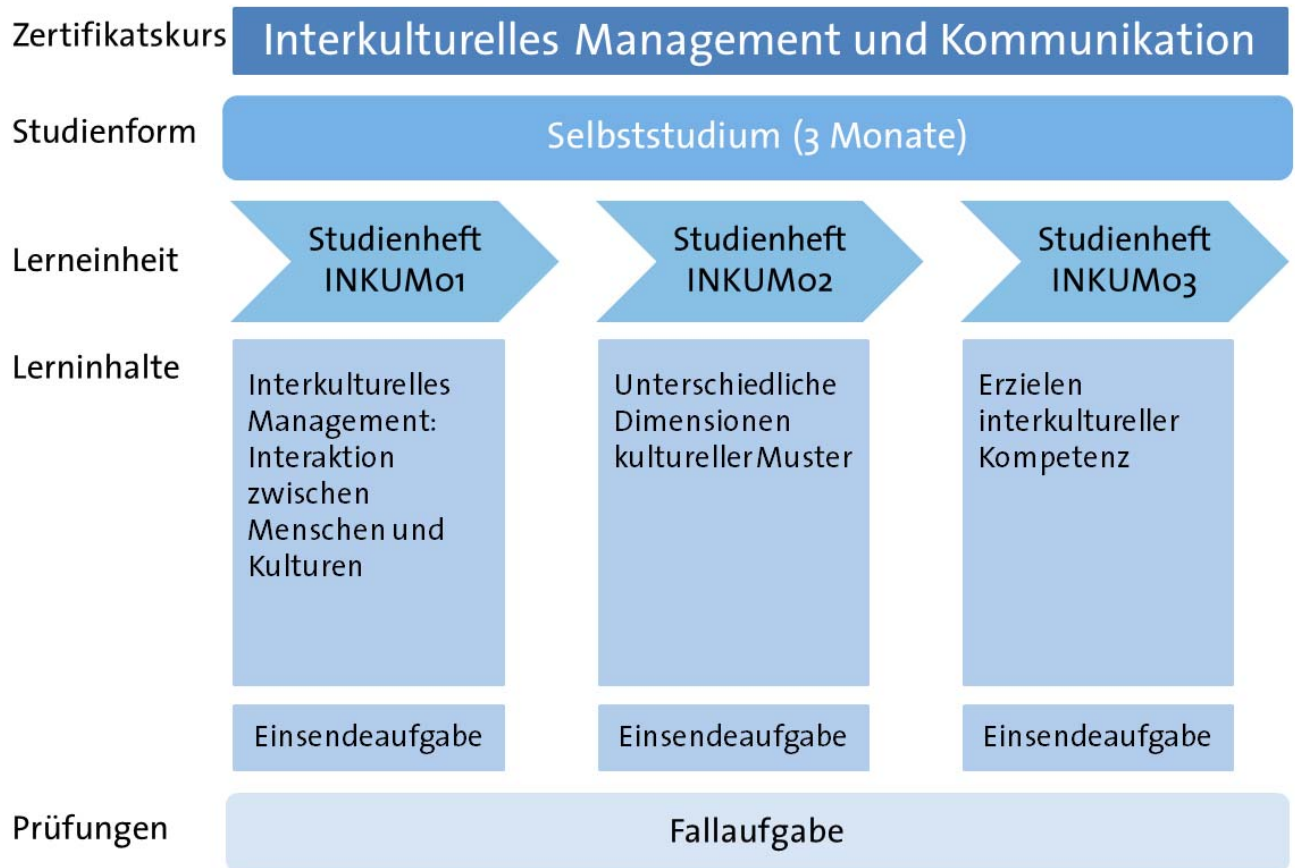 Zertifikatskurs
Interkulturelles Management und Kommunikation
Studienform
Selbststudium (3 Monate)
Lerneinheit
Studienheft
INKUM01
Studienheft
INKUM02
Studienheft
INKUM03
Lerninhalte
Interkulturelles
Management:
Interaktion
zwischen
Menschen und
Kulturen
Unterschiedliche
Dimensionen
kultureller Muster
Erzielen
interkultureller
Kompetenz
Einsendeaufgabe
Einsendeaufgabe
Einsendeaufgabe
Prüfungen
Fallaufgabe